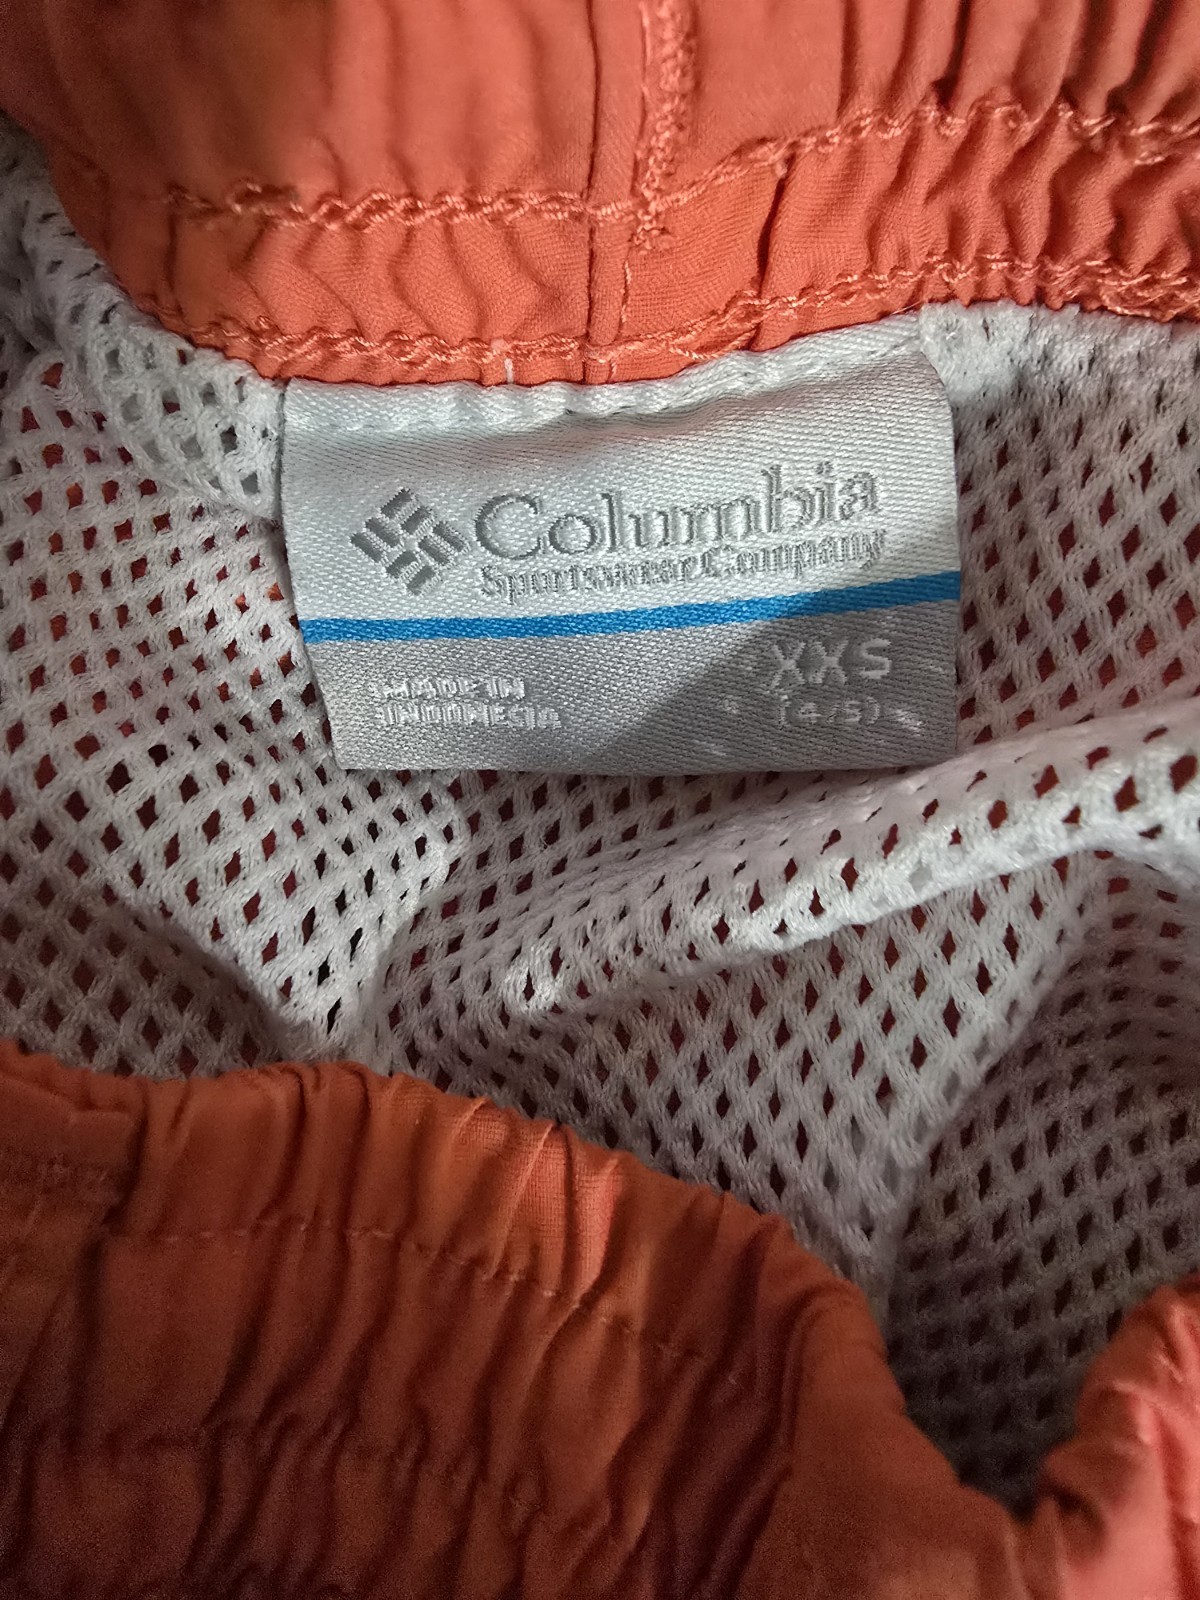 Columbia
Sportswear Company
XXS
MADE IN
(4/5)
INDONESIA